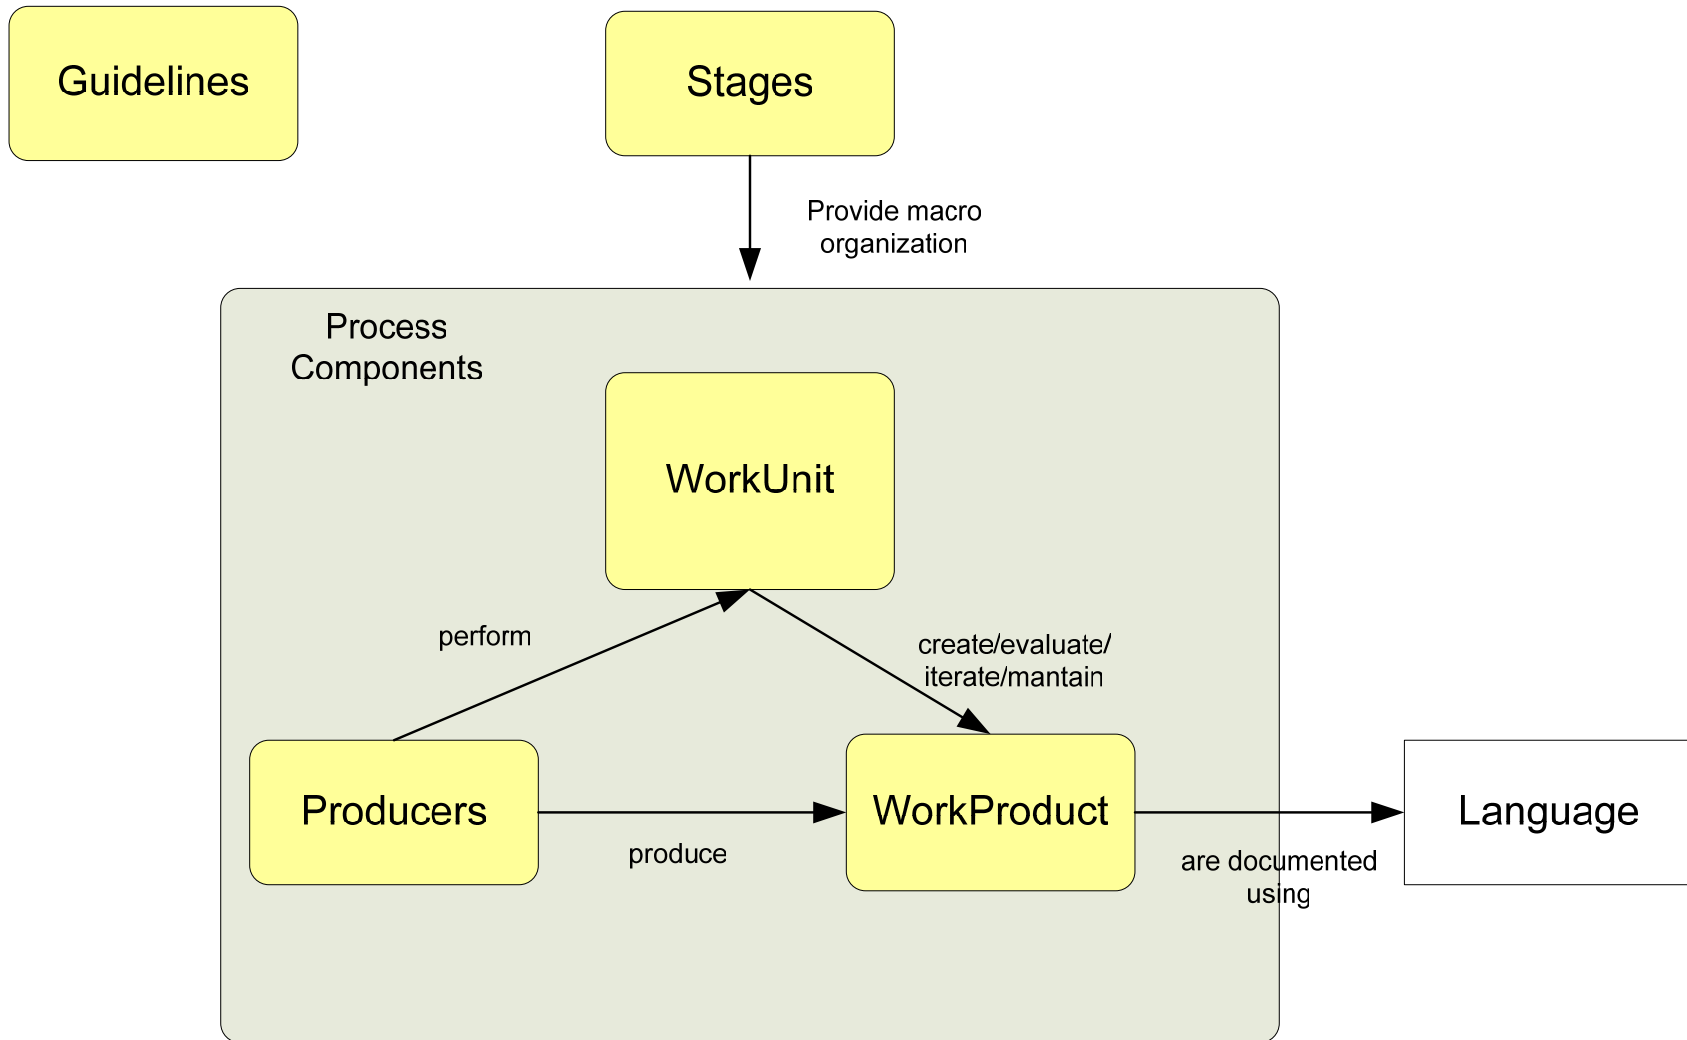 Guidelines
Stages
Provide macro
organization
Process
Components
WorkUnit
perform
create/evaluate/
iterate/mantain
Producers
produce
WorkProduct
are documented
using
Language